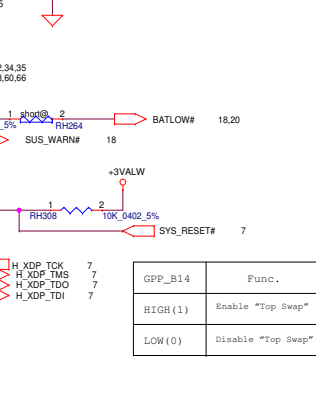 2,34,35
,60,66
1 short@ 2
_5%
RH264
BATLOW# 18,20
SUS_WARN# 18
+3VALW
1 2
RH308 10K_0402_5%
SYS_RESET# 7
H_XDP_TCK 7
H_XDP_TMS 7
H_XDP_TDO 7
H_XDP_TDI 7
GPP_B14 Func.
HIGH(1) Enable "Top Swap"
LOW(0) Disable "Top Swap"